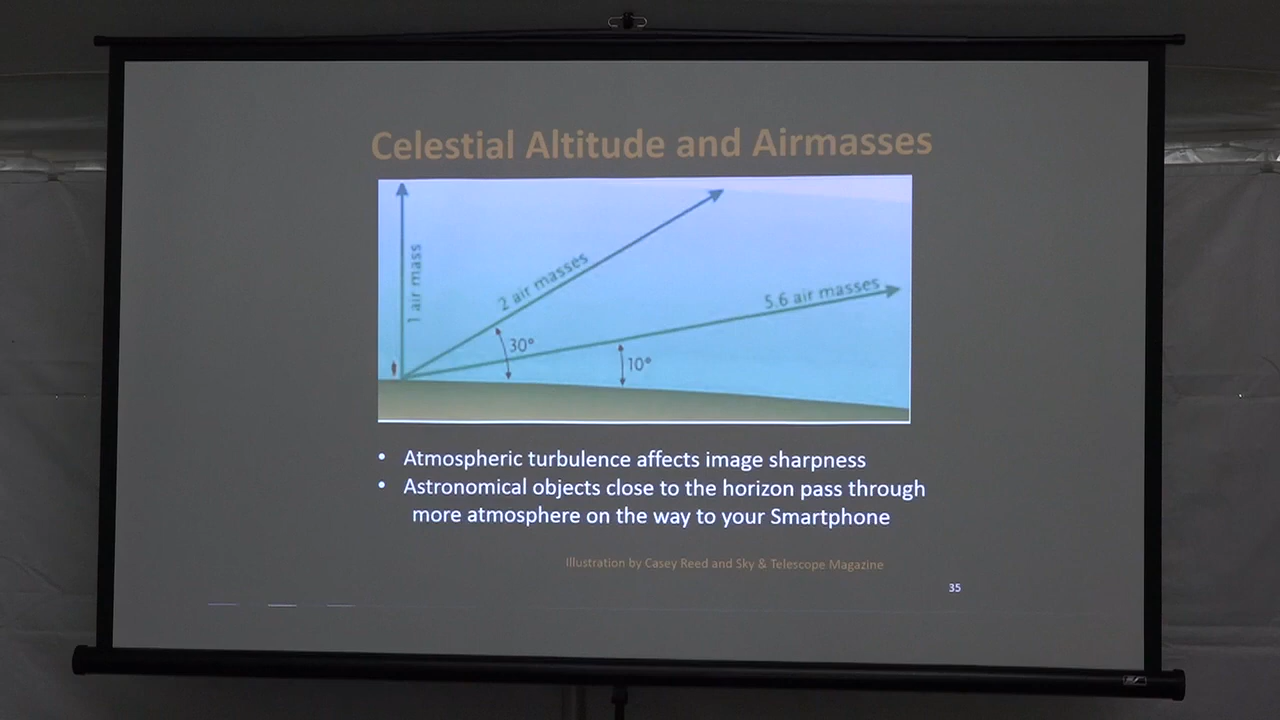 Celestial Altitude and Airmasses
1 air mass
2 air masses
5.6 air masses
30°
10°
• Atmospheric turbulence affects image sharpness
• Astronomical objects close to the horizon pass through
more atmosphere on the way to your Smartphone
Illustration by Casey Reed and Sky & Telescope Magazine
35